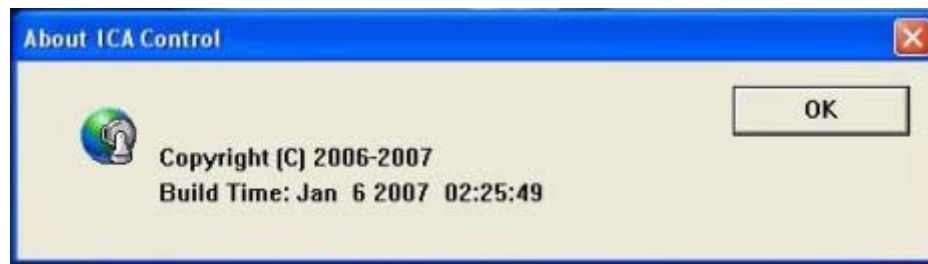 About ICA Control
OK
Copyright (C) 2006-2007
Build Time: Jan  6 2007  02:25:49